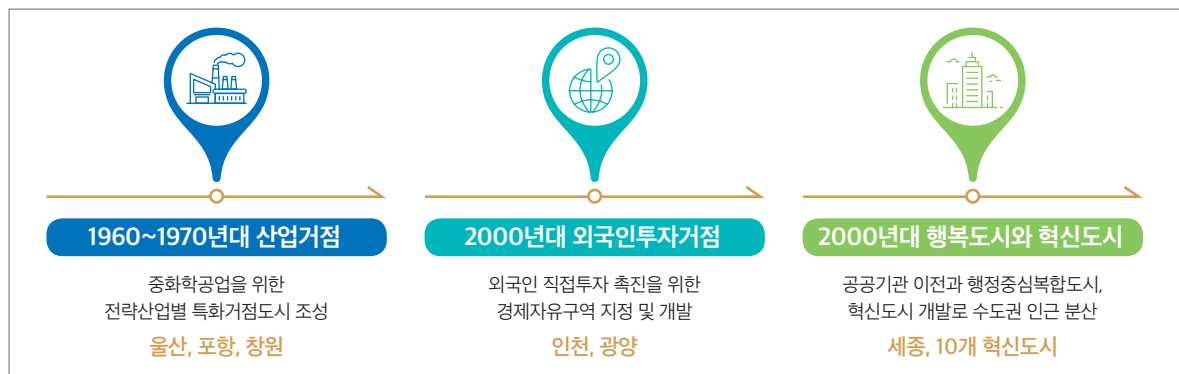 1960~1970년대 산업거점
중화학공업을 위한
전략산업별 특화거점도시 조성
울산, 포항, 창원
2000년대 외국인투자거점
외국인 직접투자 촉진을 위한
경제자유구역 지정 및 개발
인천, 광양
2000년대 행복도시와 혁신도시
공공기관 이전과 행정중심복합도시,
혁신도시 개발로 수도권 인근 분산
세종, 10개 혁신도시